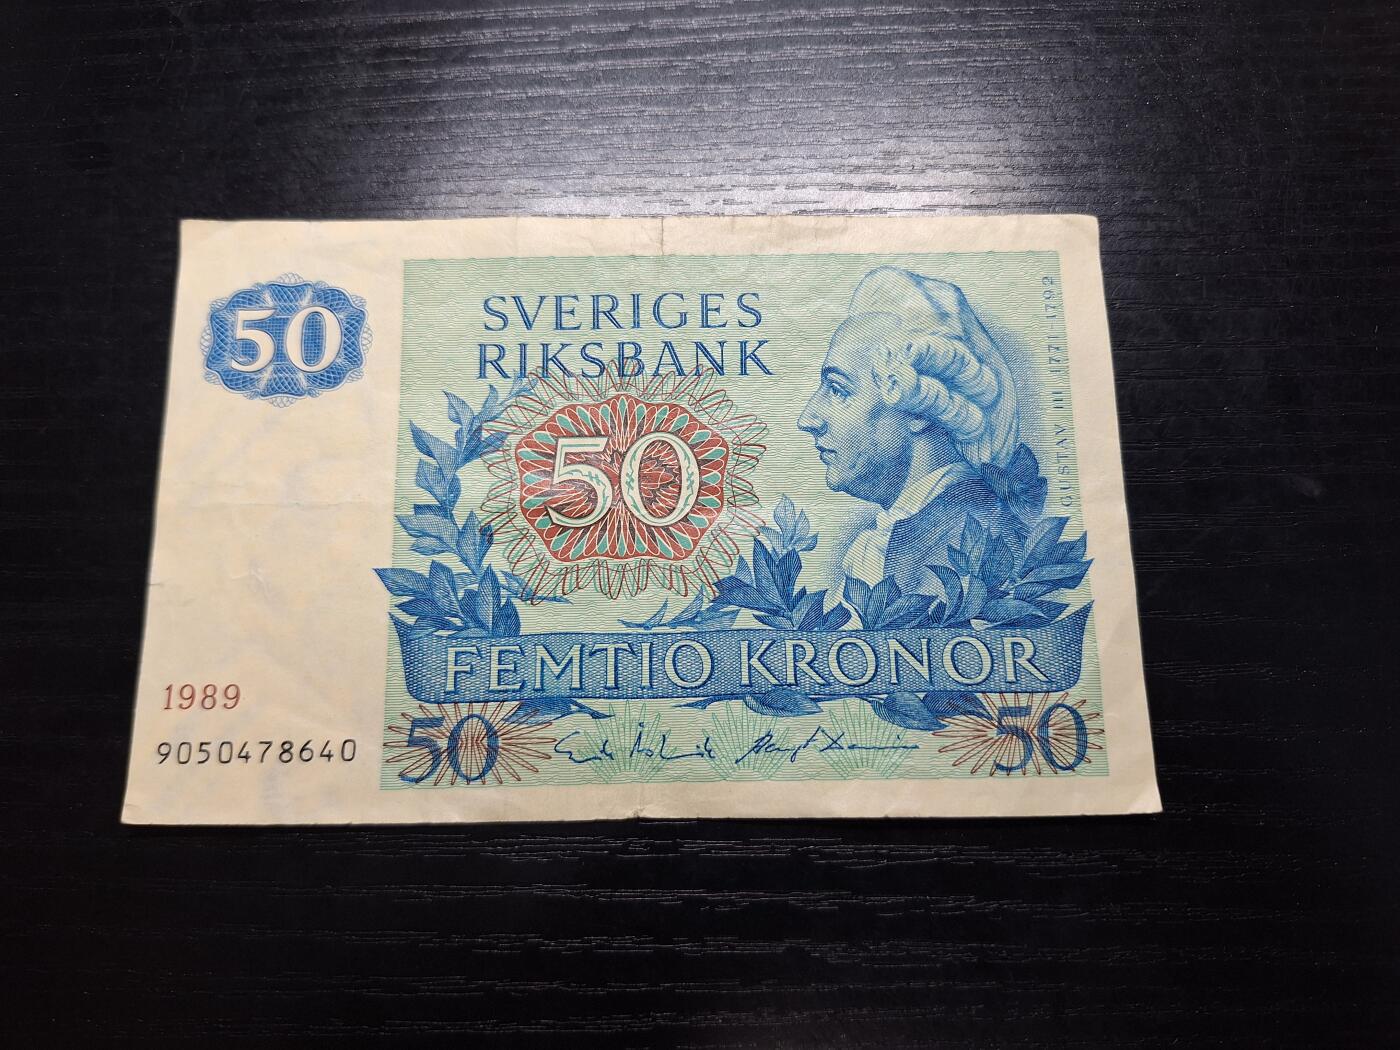 50
SVERIGES
RIKSBANK
GUSTAV III 1771-1792
50
FEMTIO KRONOR
1989
9050478640
50
50